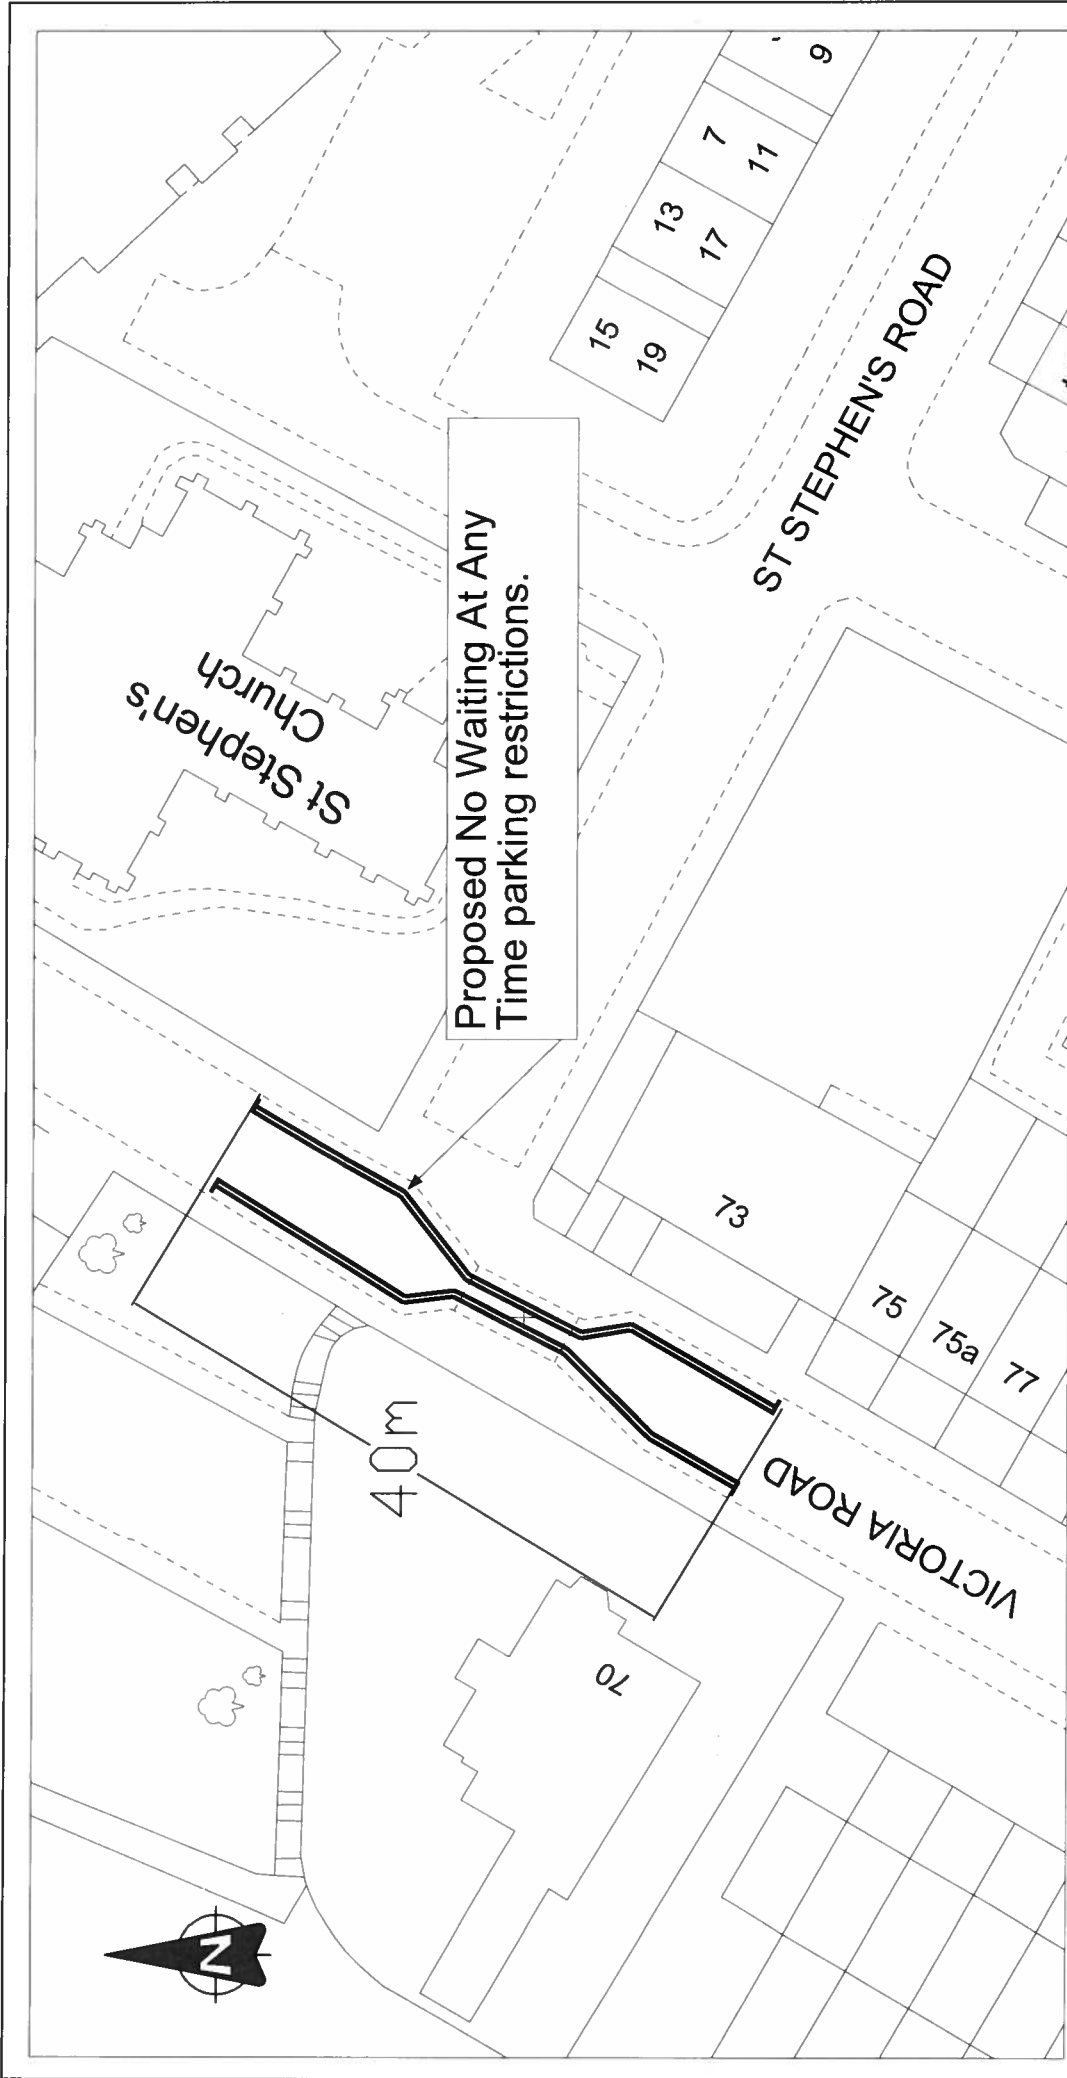 St Stephen's
Church
Proposed No Waiting At Any
Time parking restrictions.
ST STEPHEN'S ROAD
VICTORIA ROAD
40m
N
70
73
75
75a
77
15
19
13
17
7
11
9